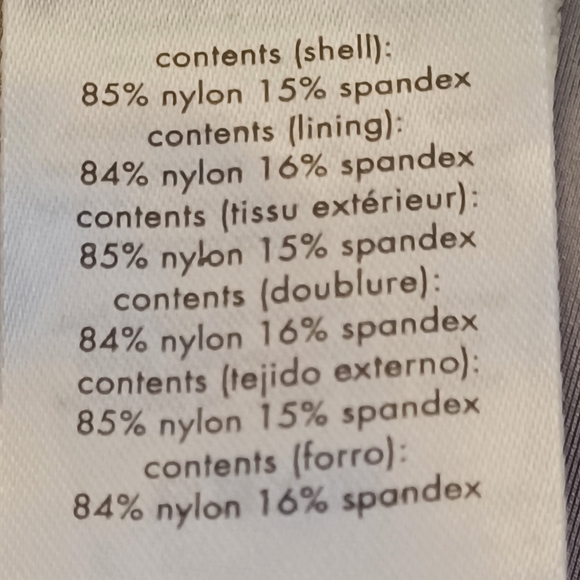 contents (shell):
85% nylon 15% spandex
contents (lining):
84% nylon 16% spandex
contents (tissu extérieur):
85% nylon 15% spandex
contents (doublure):
84% nylon 16% spandex
contents (tejido externo):
85% nylon 15% spandex
contents (forro):
84% nylon 16% spandex